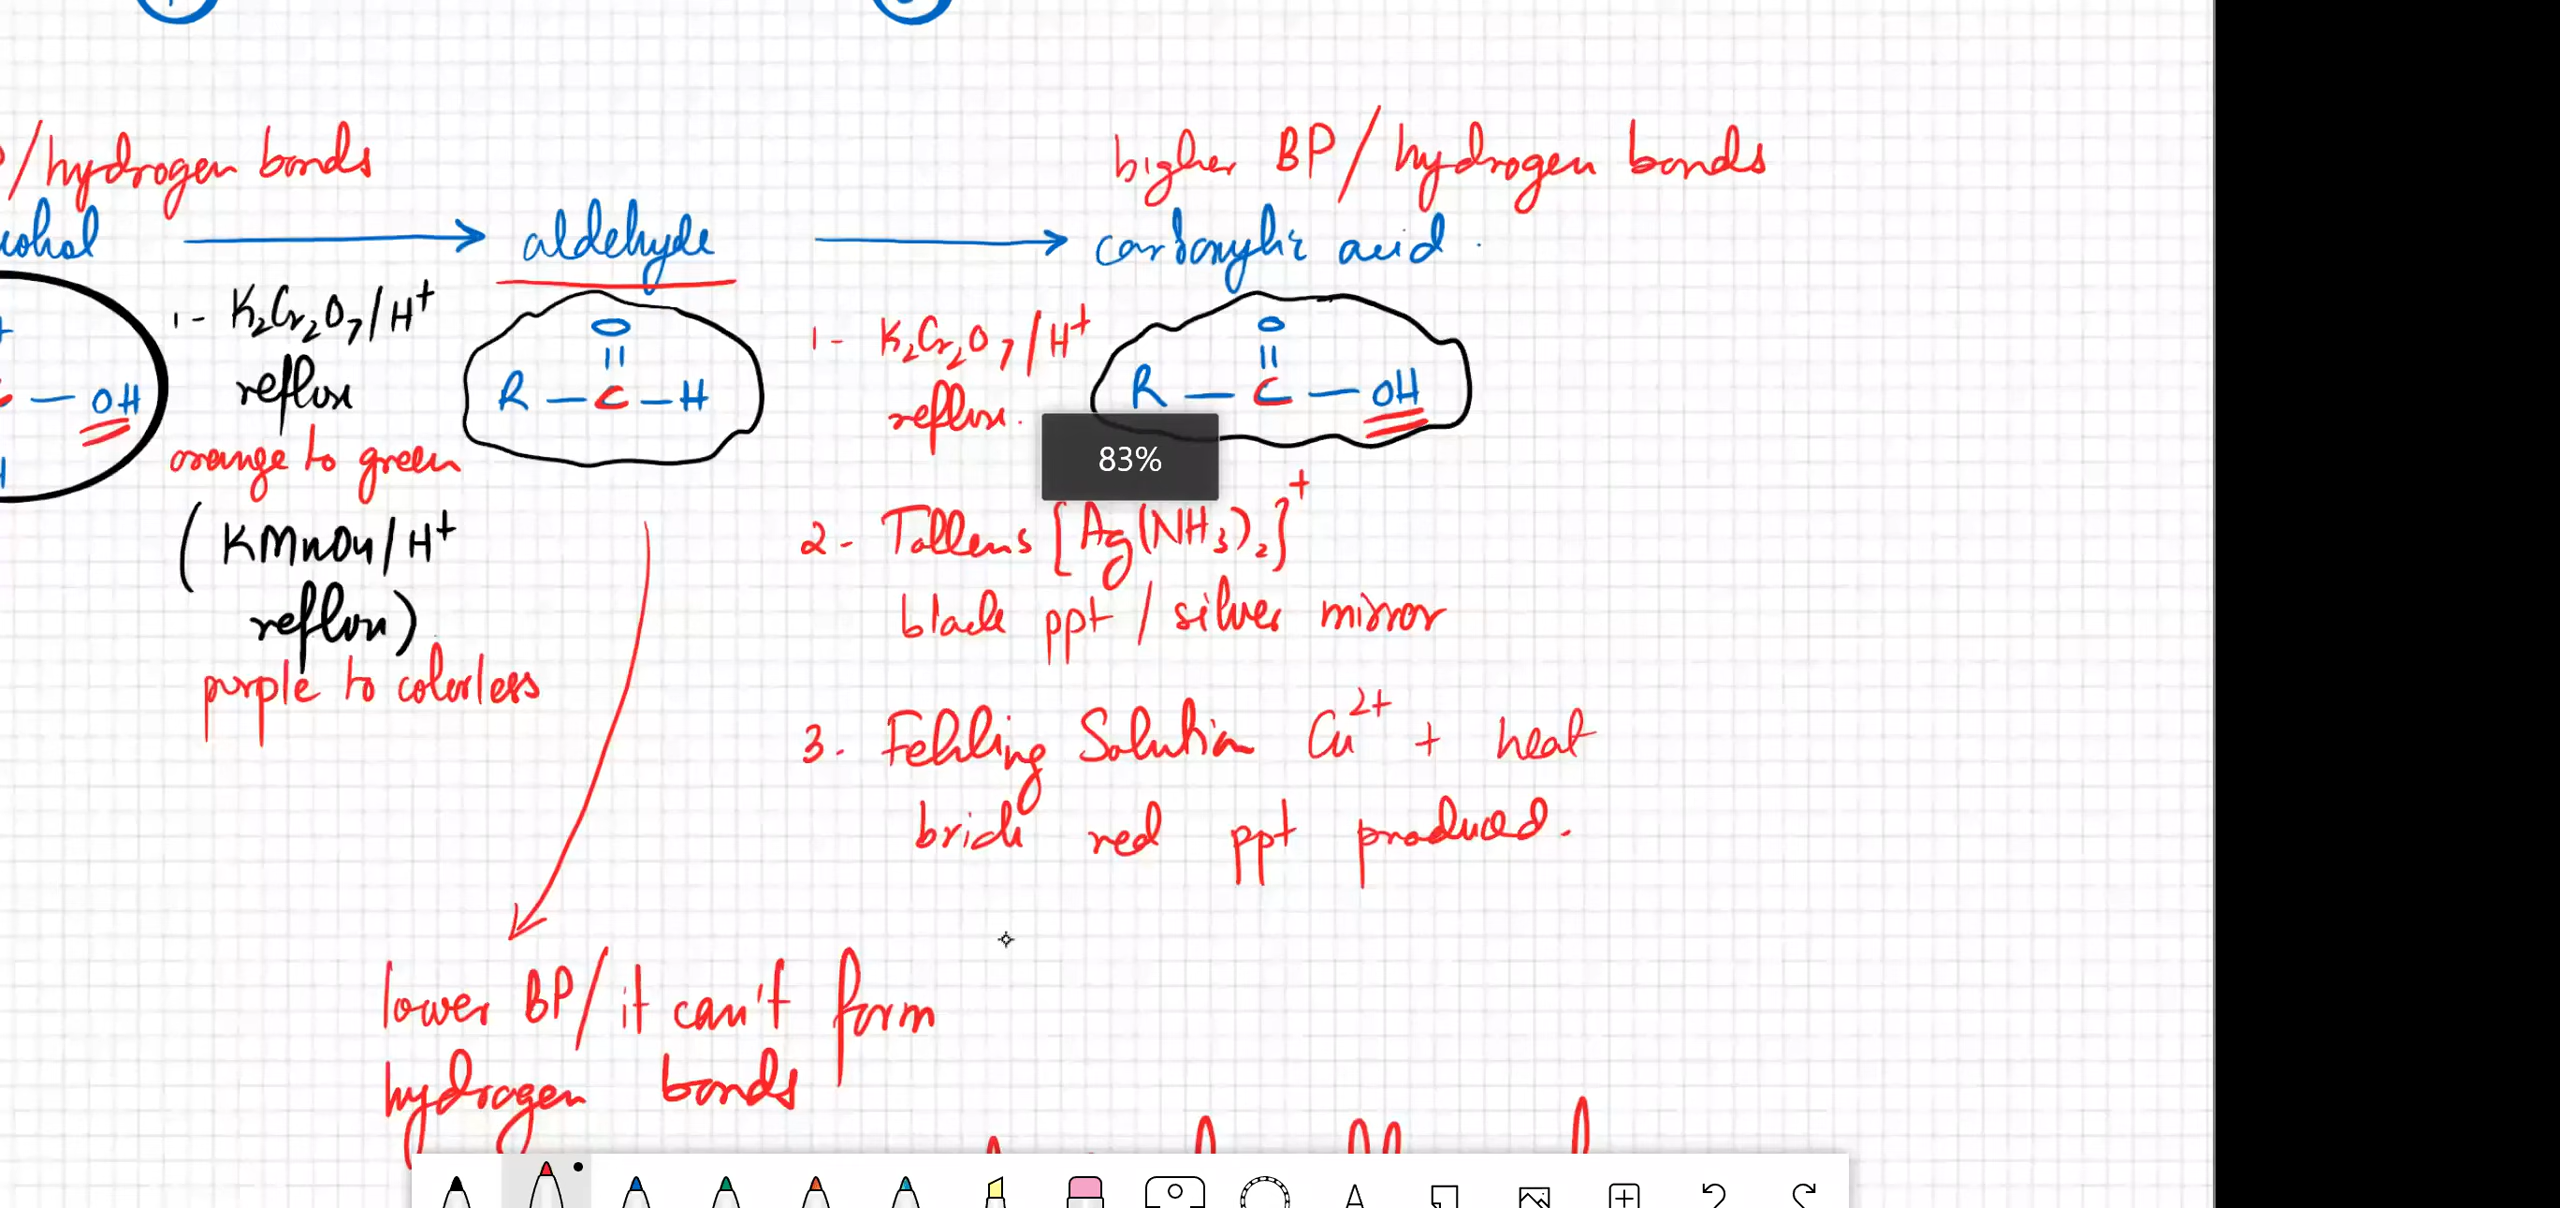 /hydrogen bonds
higher BP/hydrogen bonds
cohol → aldehyde → carboxylic acid.
1- K₂Cr₂O₇/H⁺
reflux
orange to green
(KMnO₄/H⁺
reflux)
purple to colorless
O
||
R — C — H
1- K₂Cr₂O₇/H⁺
reflux.
O
||
R — C — OH
— OH
83%
2- Tollens [Ag(NH₃)₂]⁺
black ppt / silver mirror
3- Fehling Solution Cu²⁺ + heat
brick red ppt produced.
lower BP/it can't form
hydrogen bonds